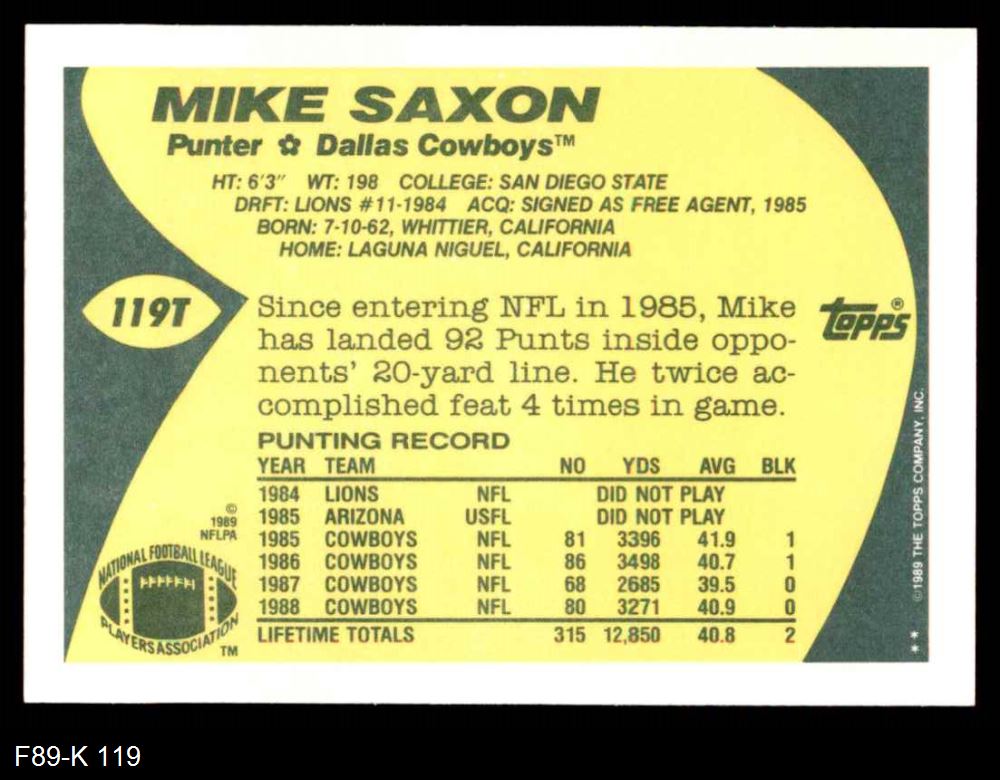 MIKE SAXON
Punter ✿ Dallas Cowboys™
HT: 6'3" WT: 198 COLLEGE: SAN DIEGO STATE
DRFT: LIONS #11-1984 ACQ: SIGNED AS FREE AGENT, 1985
BORN: 7-10-62, WHITTIER, CALIFORNIA
HOME: LAGUNA NIGUEL, CALIFORNIA
119T
Since entering NFL in 1985, Mike
has landed 92 Punts inside oppo-
nents' 20-yard line. He twice ac-
complished feat 4 times in game.
topps®
PUNTING RECORD
YEAR TEAM NO YDS AVG BLK
1984 LIONS NFL DID NOT PLAY
1985 ARIZONA USFL DID NOT PLAY
1985 COWBOYS NFL 81 3396 41.9 1
1986 COWBOYS NFL 86 3498 40.7 1
1987 COWBOYS NFL 68 2685 39.5 0
1988 COWBOYS NFL 80 3271 40.9 0
LIFETIME TOTALS 315 12,850 40.8 2
©
1989
NFLPA
NATIONAL FOOTBALL LEAGUE
PLAYERS ASSOCIATION
TM
©1989 THE TOPPS COMPANY, INC.
**
F89-K 119